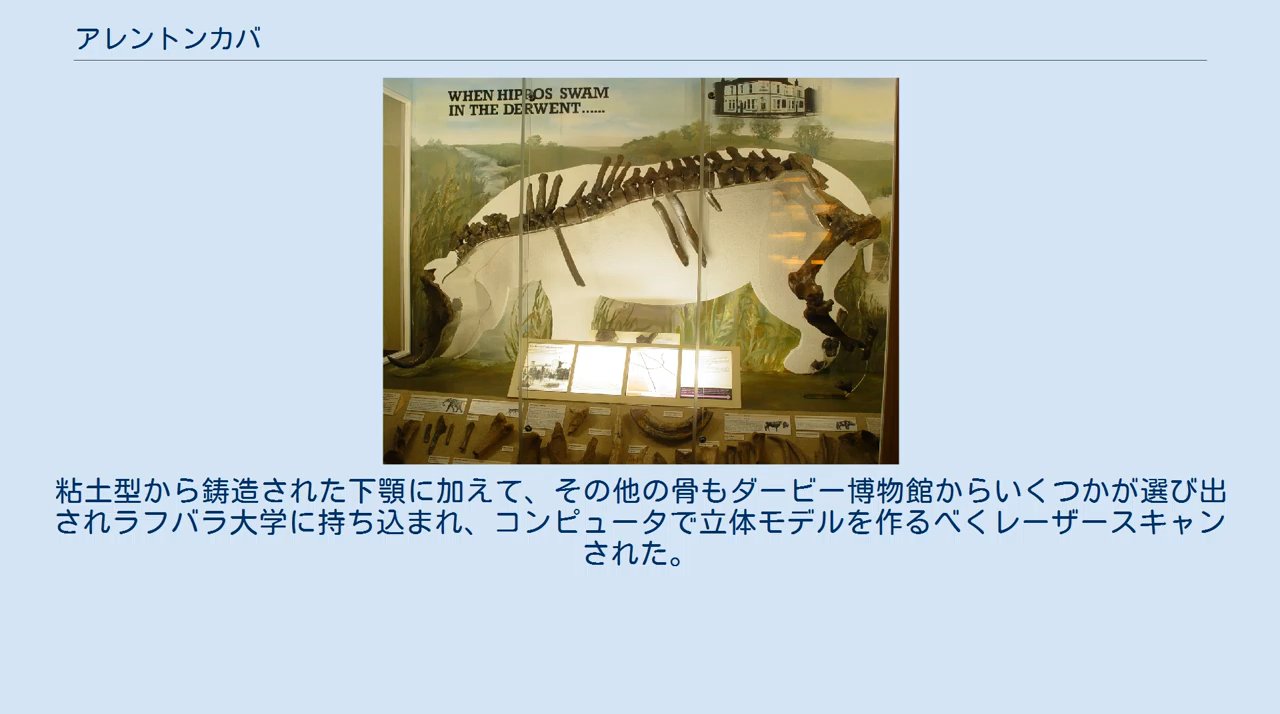 アレントンカバ
WHEN HIPPOS SWAM
IN THE DERWENT......
粘土型から鋳造された下顎に加えて、その他の骨もダービー博物館からいくつかが選び出
されラフバラ大学に持ち込まれ、コンピュータで立体モデルを作るべくレーザースキャン
された。